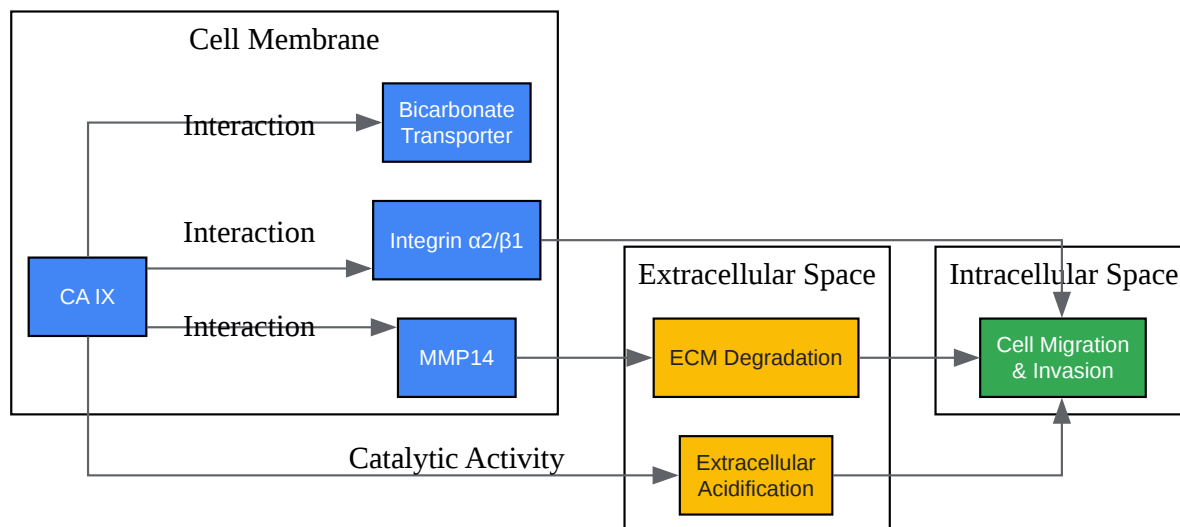 Cell Membrane
Bicarbonate
Transporter
Interaction
Interaction
Integrin α2/β1
Extracellular Space
Intracellular Space
CA IX
Interaction
MMP14
ECM Degradation
Cell Migration
& Invasion
Catalytic Activity
Extracellular
Acidification